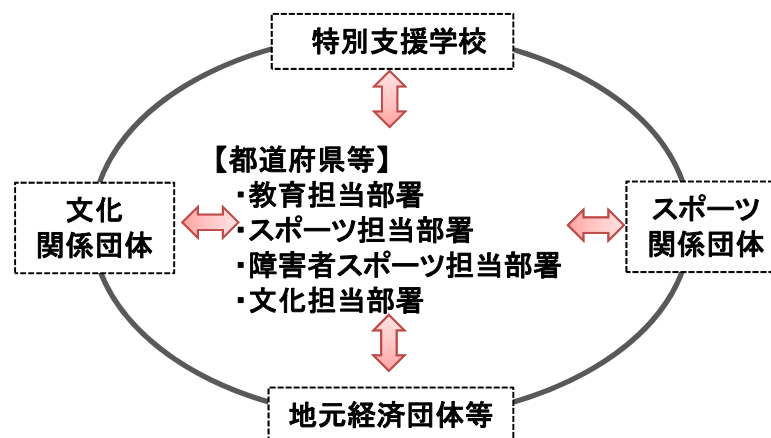 特別支援学校
【都道府県等】
・教育担当部署
・スポーツ担当部署
・障害者スポーツ担当部署
・文化担当部署
文化
関係団体
スポーツ
関係団体
地元経済団体等